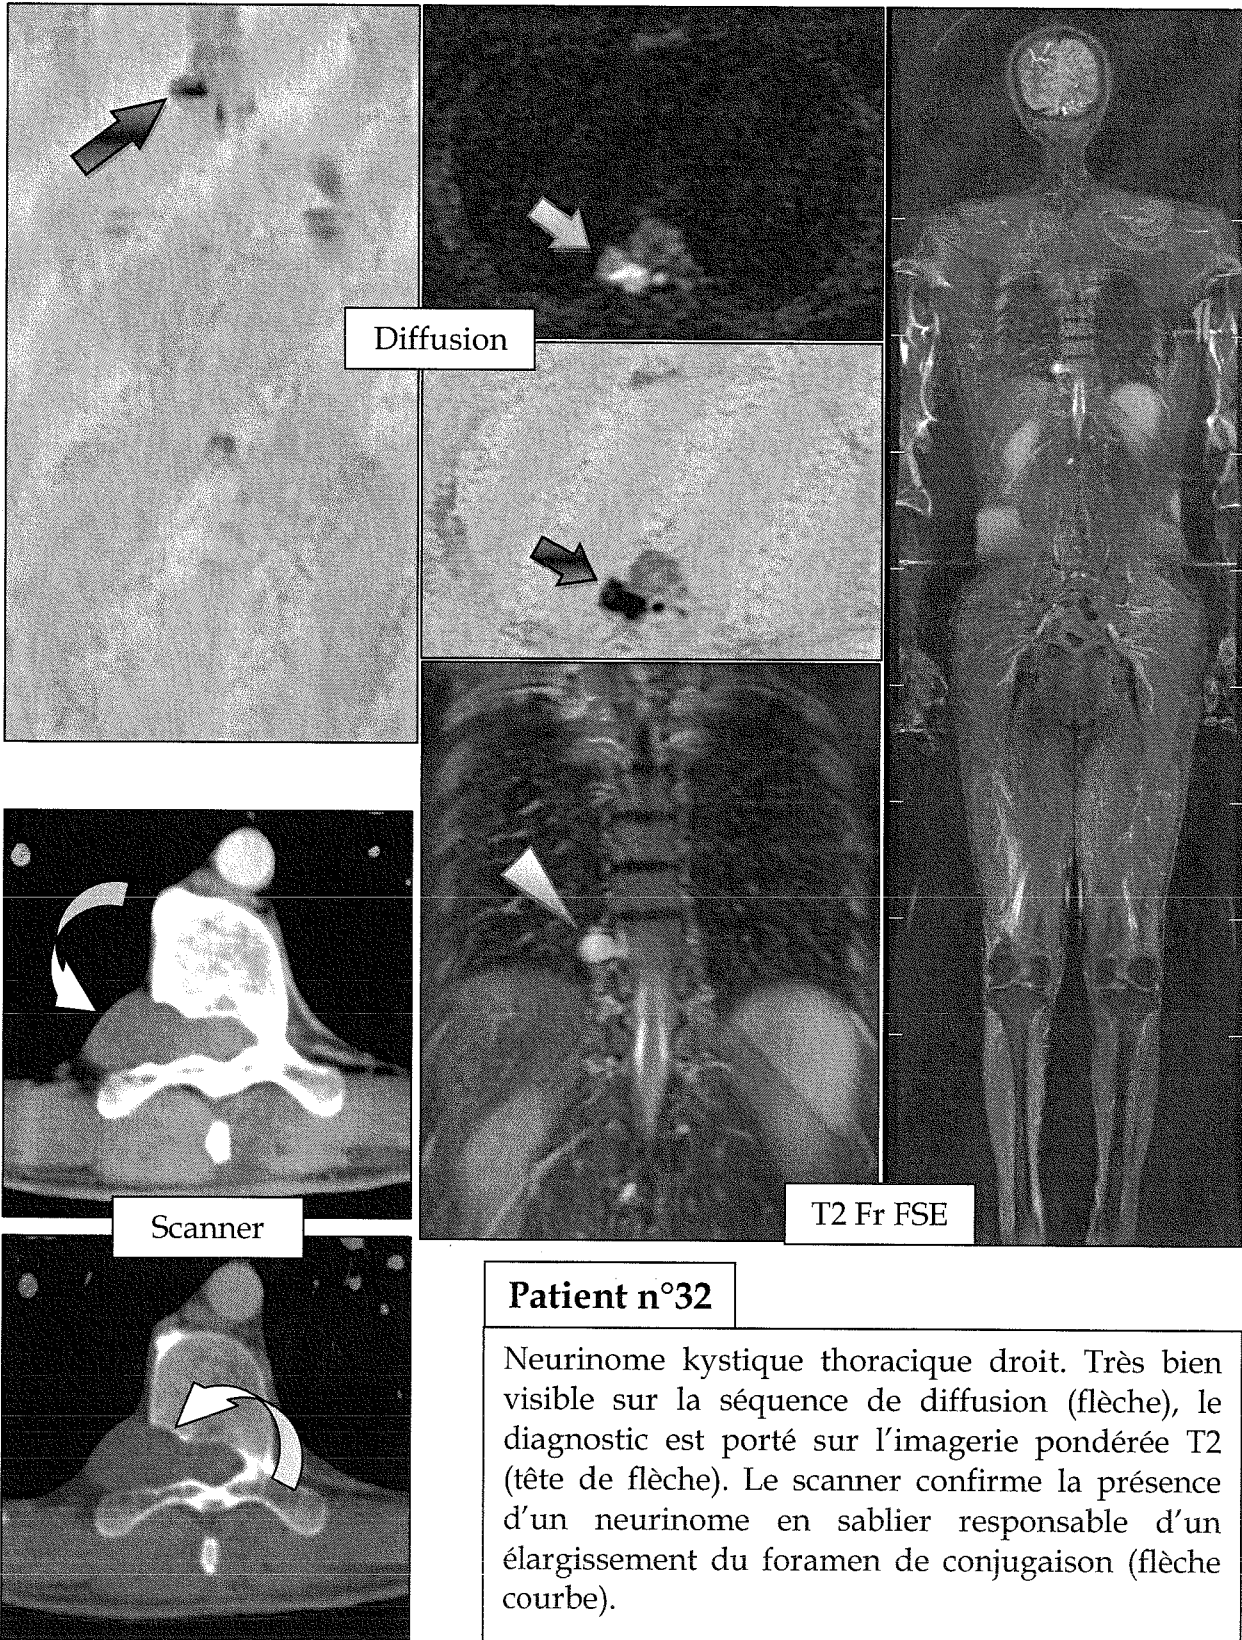 Diffusion
Scanner
T2 Fr FSE
Patient n°32
Neurinome kystique thoracique droit. Très bien
visible sur la séquence de diffusion (flèche), le
diagnostic est porté sur l'imagerie pondérée T2
(tête de flèche). Le scanner confirme la présence
d'un neurinome en sablier responsable d'un
élargissement du foramen de conjugaison (flèche
courbe).